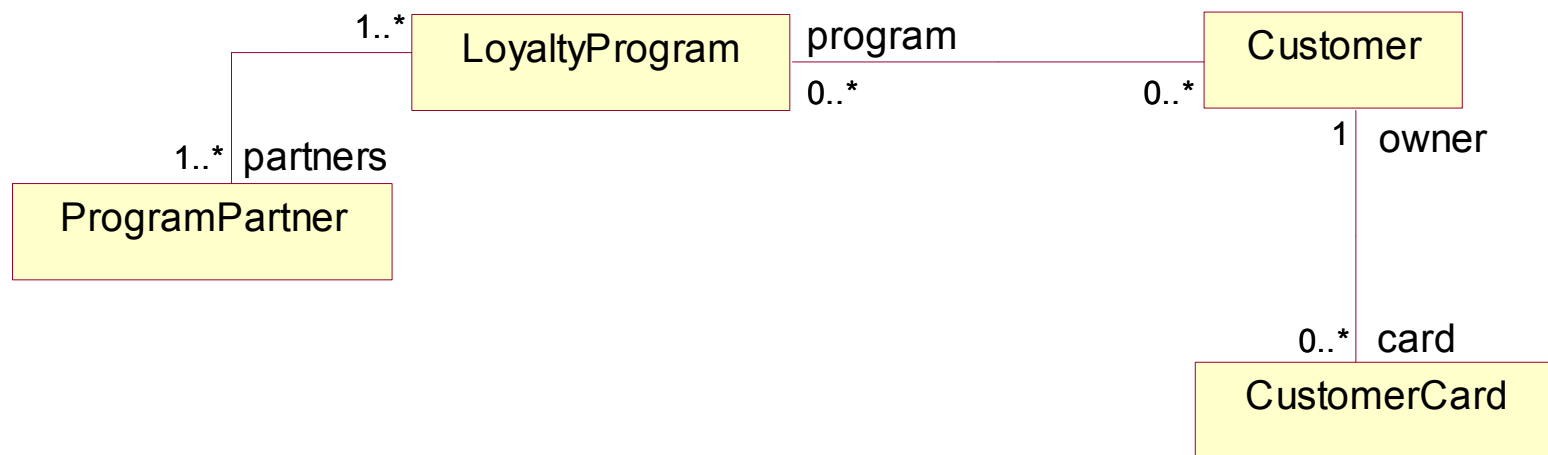 1..*
LoyaltyProgram
program
0..*
0..*
Customer
1
owner
1..* partners
ProgramPartner
0..*
card
CustomerCard